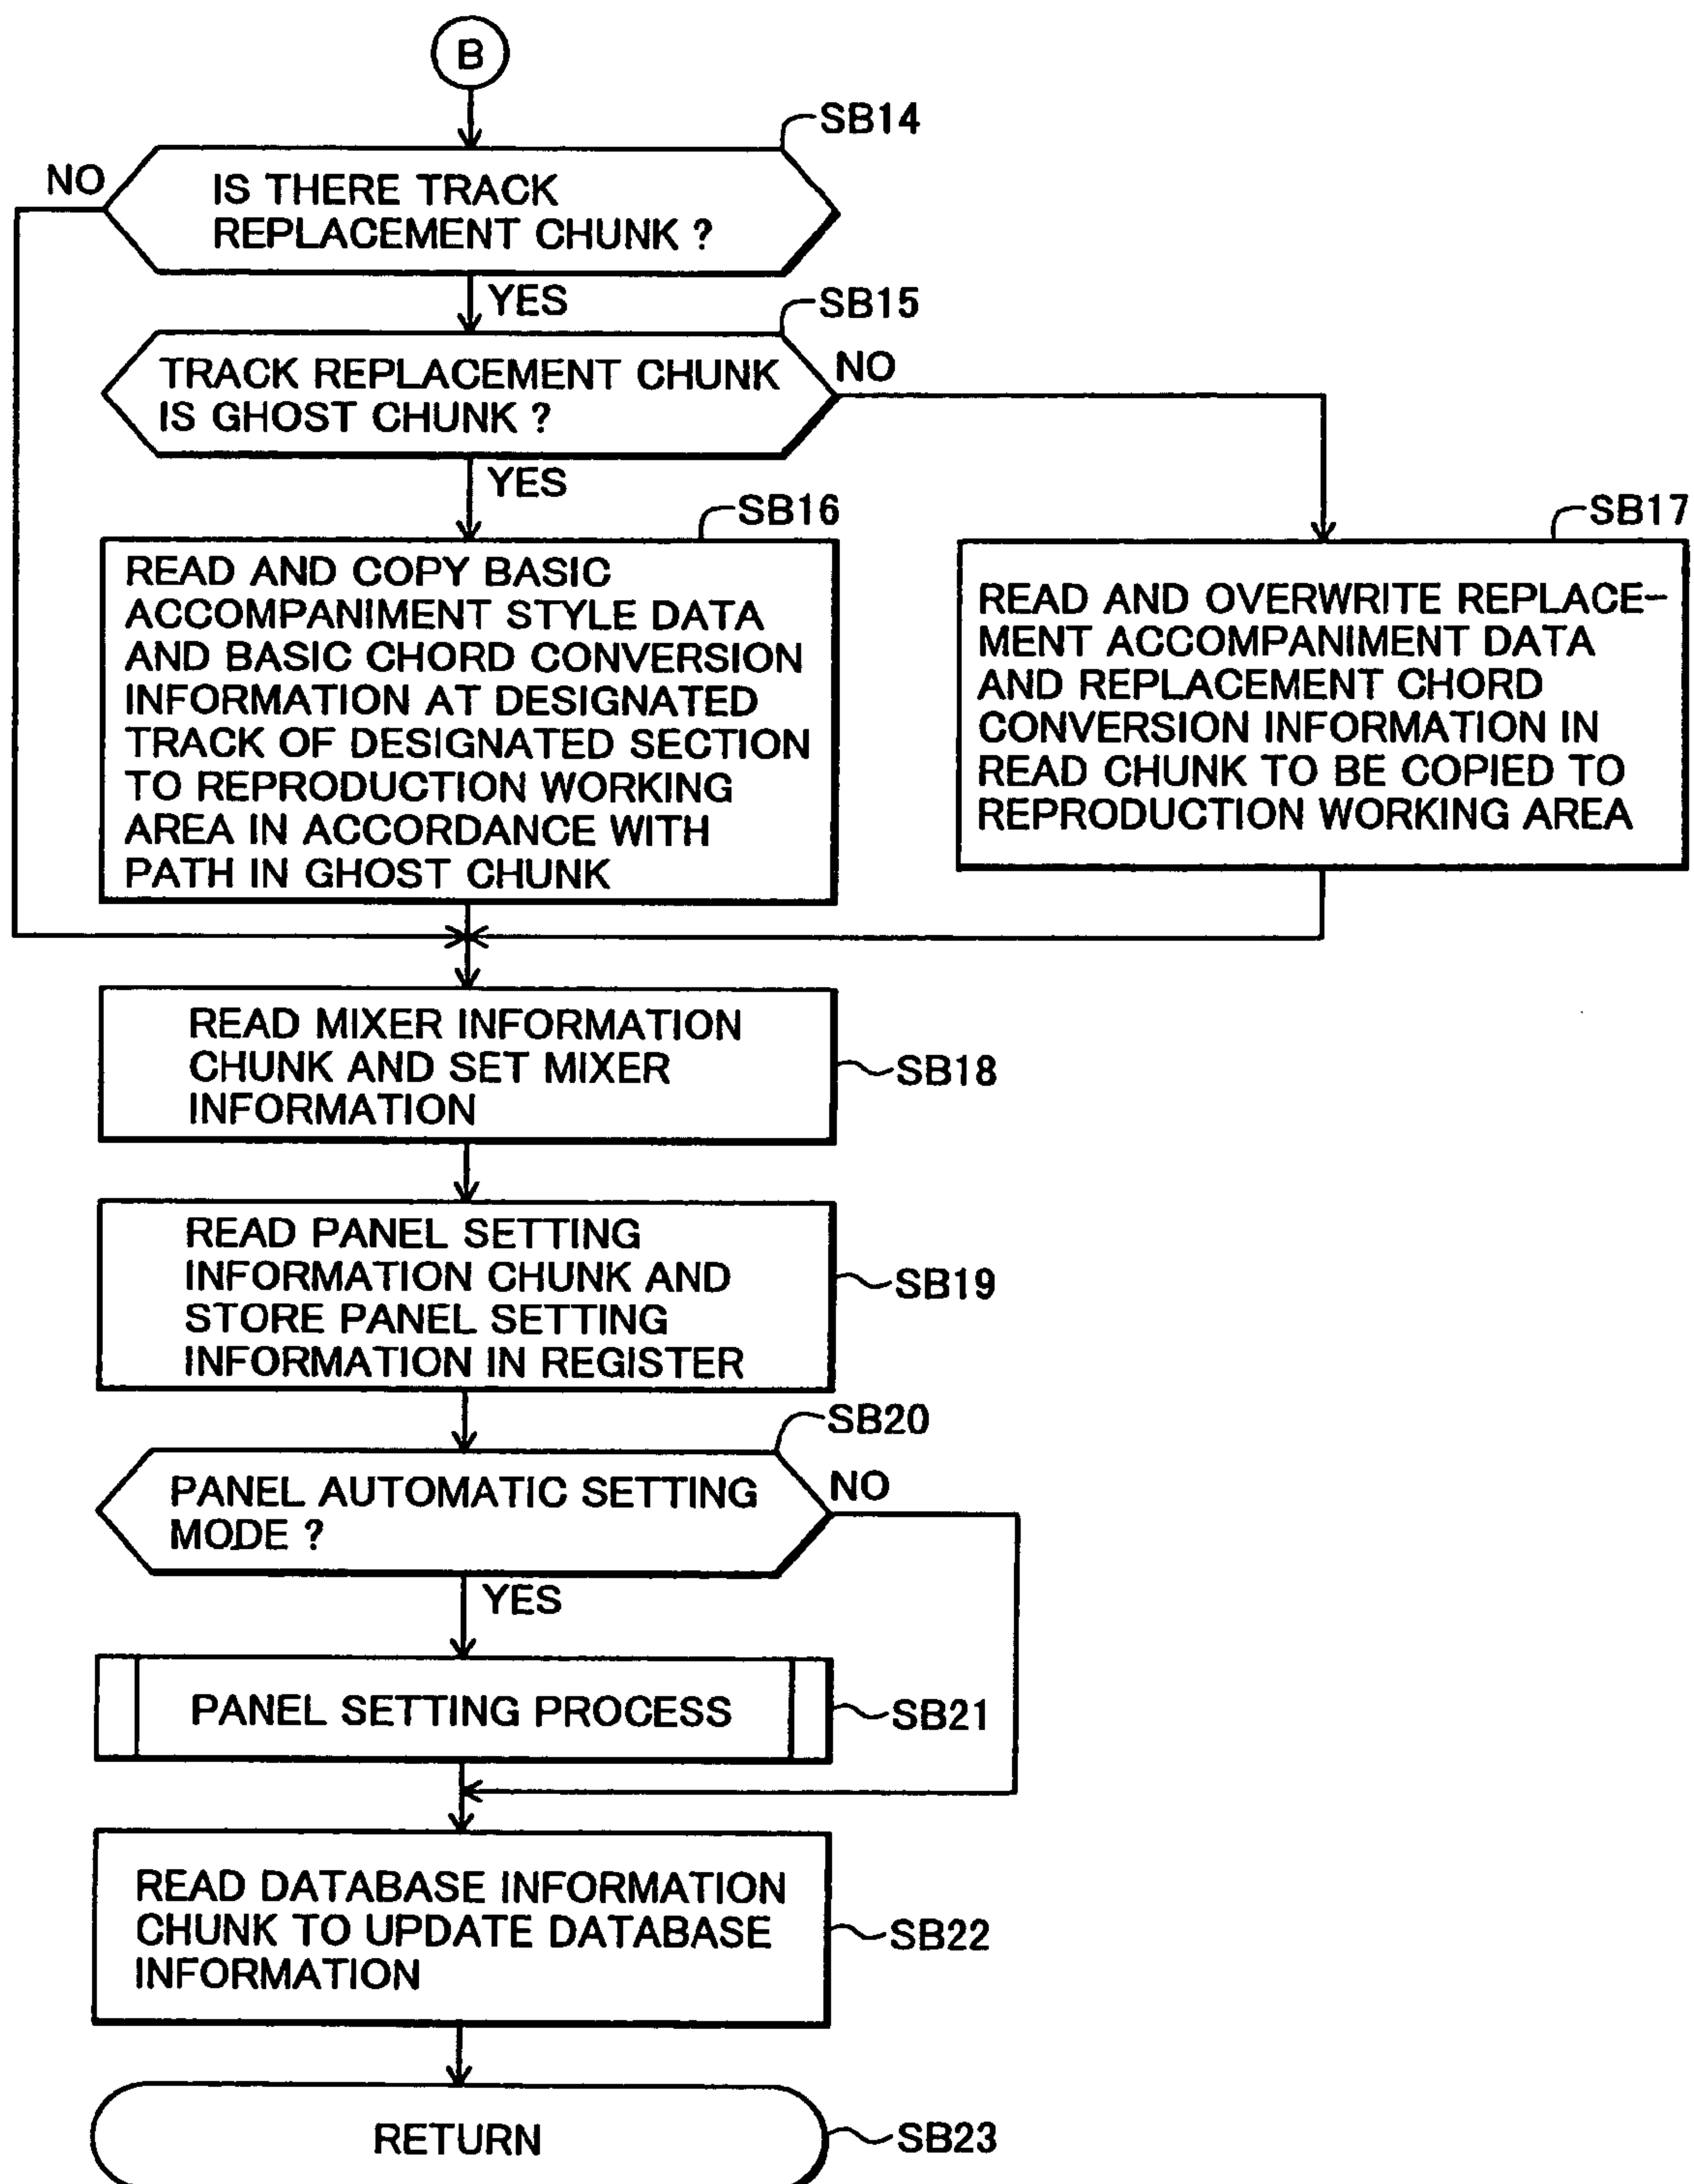 B
SB14
NO
IS THERE TRACK
REPLACEMENT CHUNK ?
YES
SB15
TRACK REPLACEMENT CHUNK
IS GHOST CHUNK ?
NO
YES
SB16
SB17
READ AND COPY BASIC
ACCOMPANIMENT STYLE DATA
AND BASIC CHORD CONVERSION
INFORMATION AT DESIGNATED
TRACK OF DESIGNATED SECTION
TO REPRODUCTION WORKING
AREA IN ACCORDANCE WITH
PATH IN GHOST CHUNK
READ AND OVERWRITE REPLACE-
MENT ACCOMPANIMENT DATA
AND REPLACEMENT CHORD
CONVERSION INFORMATION IN
READ CHUNK TO BE COPIED TO
REPRODUCTION WORKING AREA
READ MIXER INFORMATION
CHUNK AND SET MIXER
INFORMATION
SB18
READ PANEL SETTING
INFORMATION CHUNK AND
STORE PANEL SETTING
INFORMATION IN REGISTER
SB19
SB20
PANEL AUTOMATIC SETTING
MODE ?
NO
YES
PANEL SETTING PROCESS
SB21
READ DATABASE INFORMATION
CHUNK TO UPDATE DATABASE
INFORMATION
SB22
RETURN
SB23